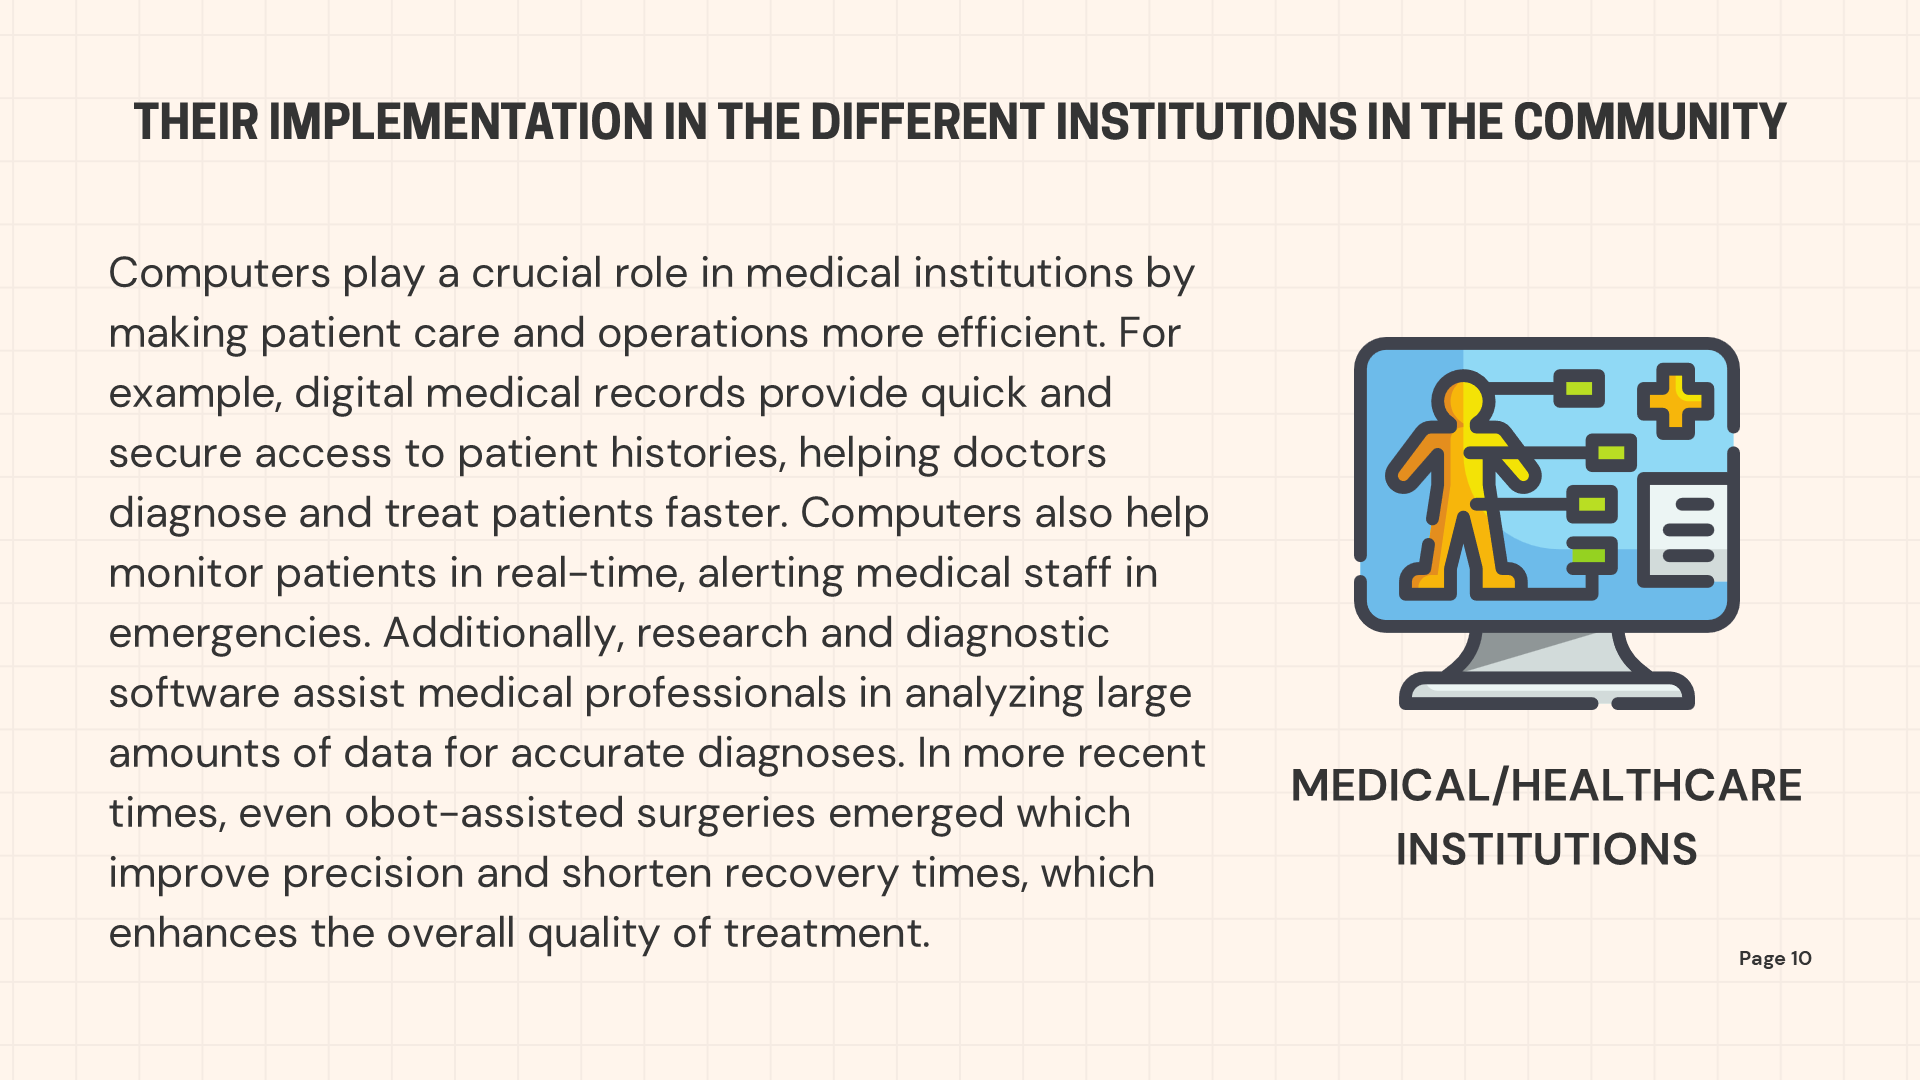 THEIR IMPLEMENTATION IN THE DIFFERENT INSTITUTIONS IN THE COMMUNITY
Computers play a crucial role in medical institutions by
making patient care and operations more efficient. For
example, digital medical records provide quick and
secure access to patient histories, helping doctors
diagnose and treat patients faster. Computers also help
monitor patients in real-time, alerting medical staff in
emergencies. Additionally, research and diagnostic
software assist medical professionals in analyzing large
amounts of data for accurate diagnoses. In more recent
times, even obot-assisted surgeries emerged which
improve precision and shorten recovery times, which
enhances the overall quality of treatment.
MEDICAL/HEALTHCARE
INSTITUTIONS
Page 10